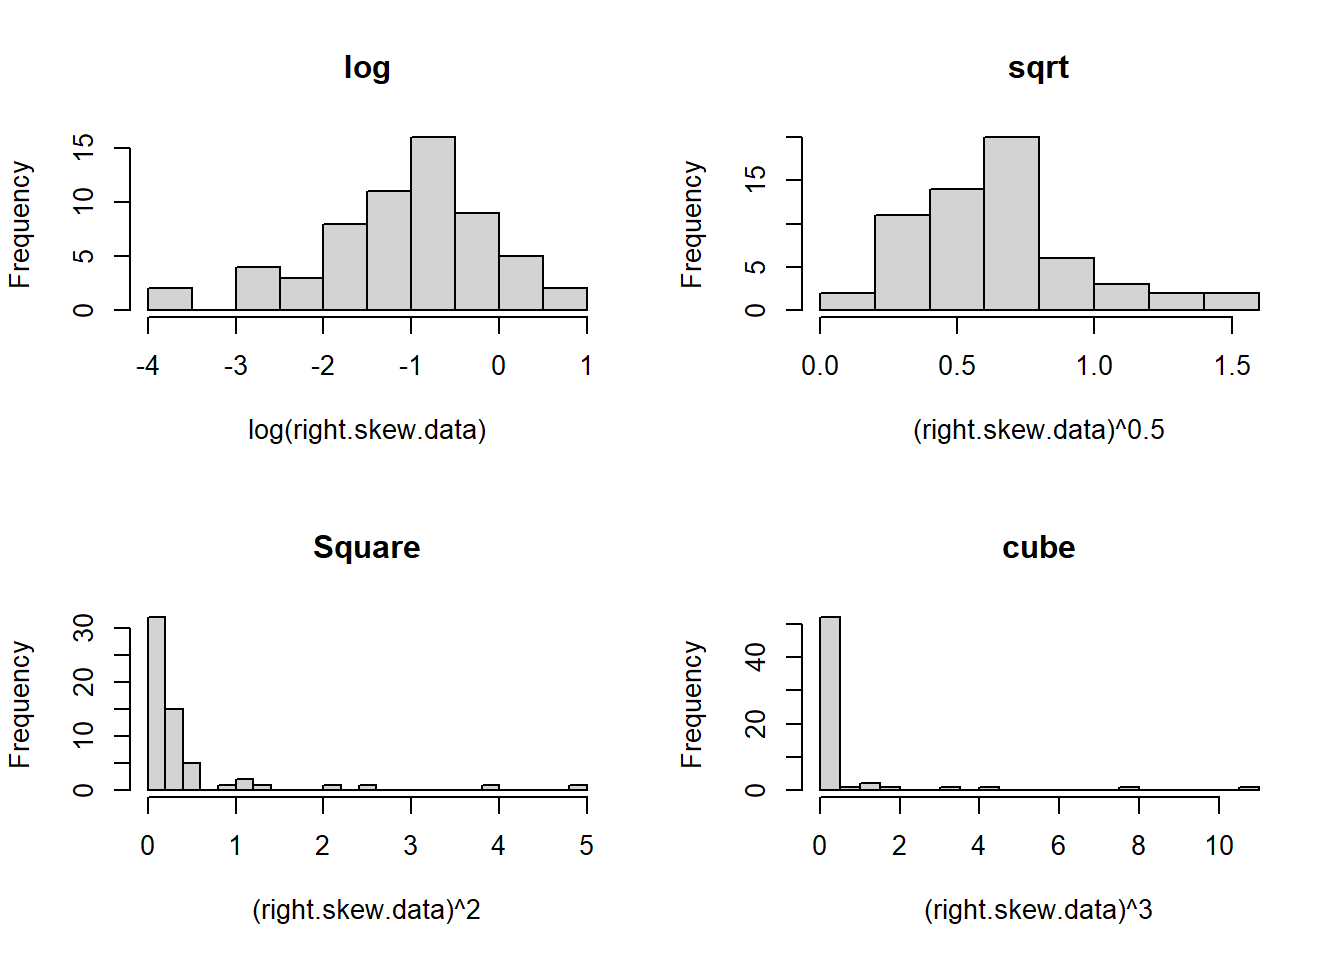 log
Frequency
0 5 10 15
-4 -3 -2 -1 0 1
log(right.skew.data)
sqrt
Frequency
5 15
0.0 0.5 1.0 1.5
(right.skew.data)^0.5
Square
Frequency
0 10 20 30
0 1 2 3 4 5
(right.skew.data)^2
cube
Frequency
0 20 40
0 2 4 6 8 10
(right.skew.data)^3